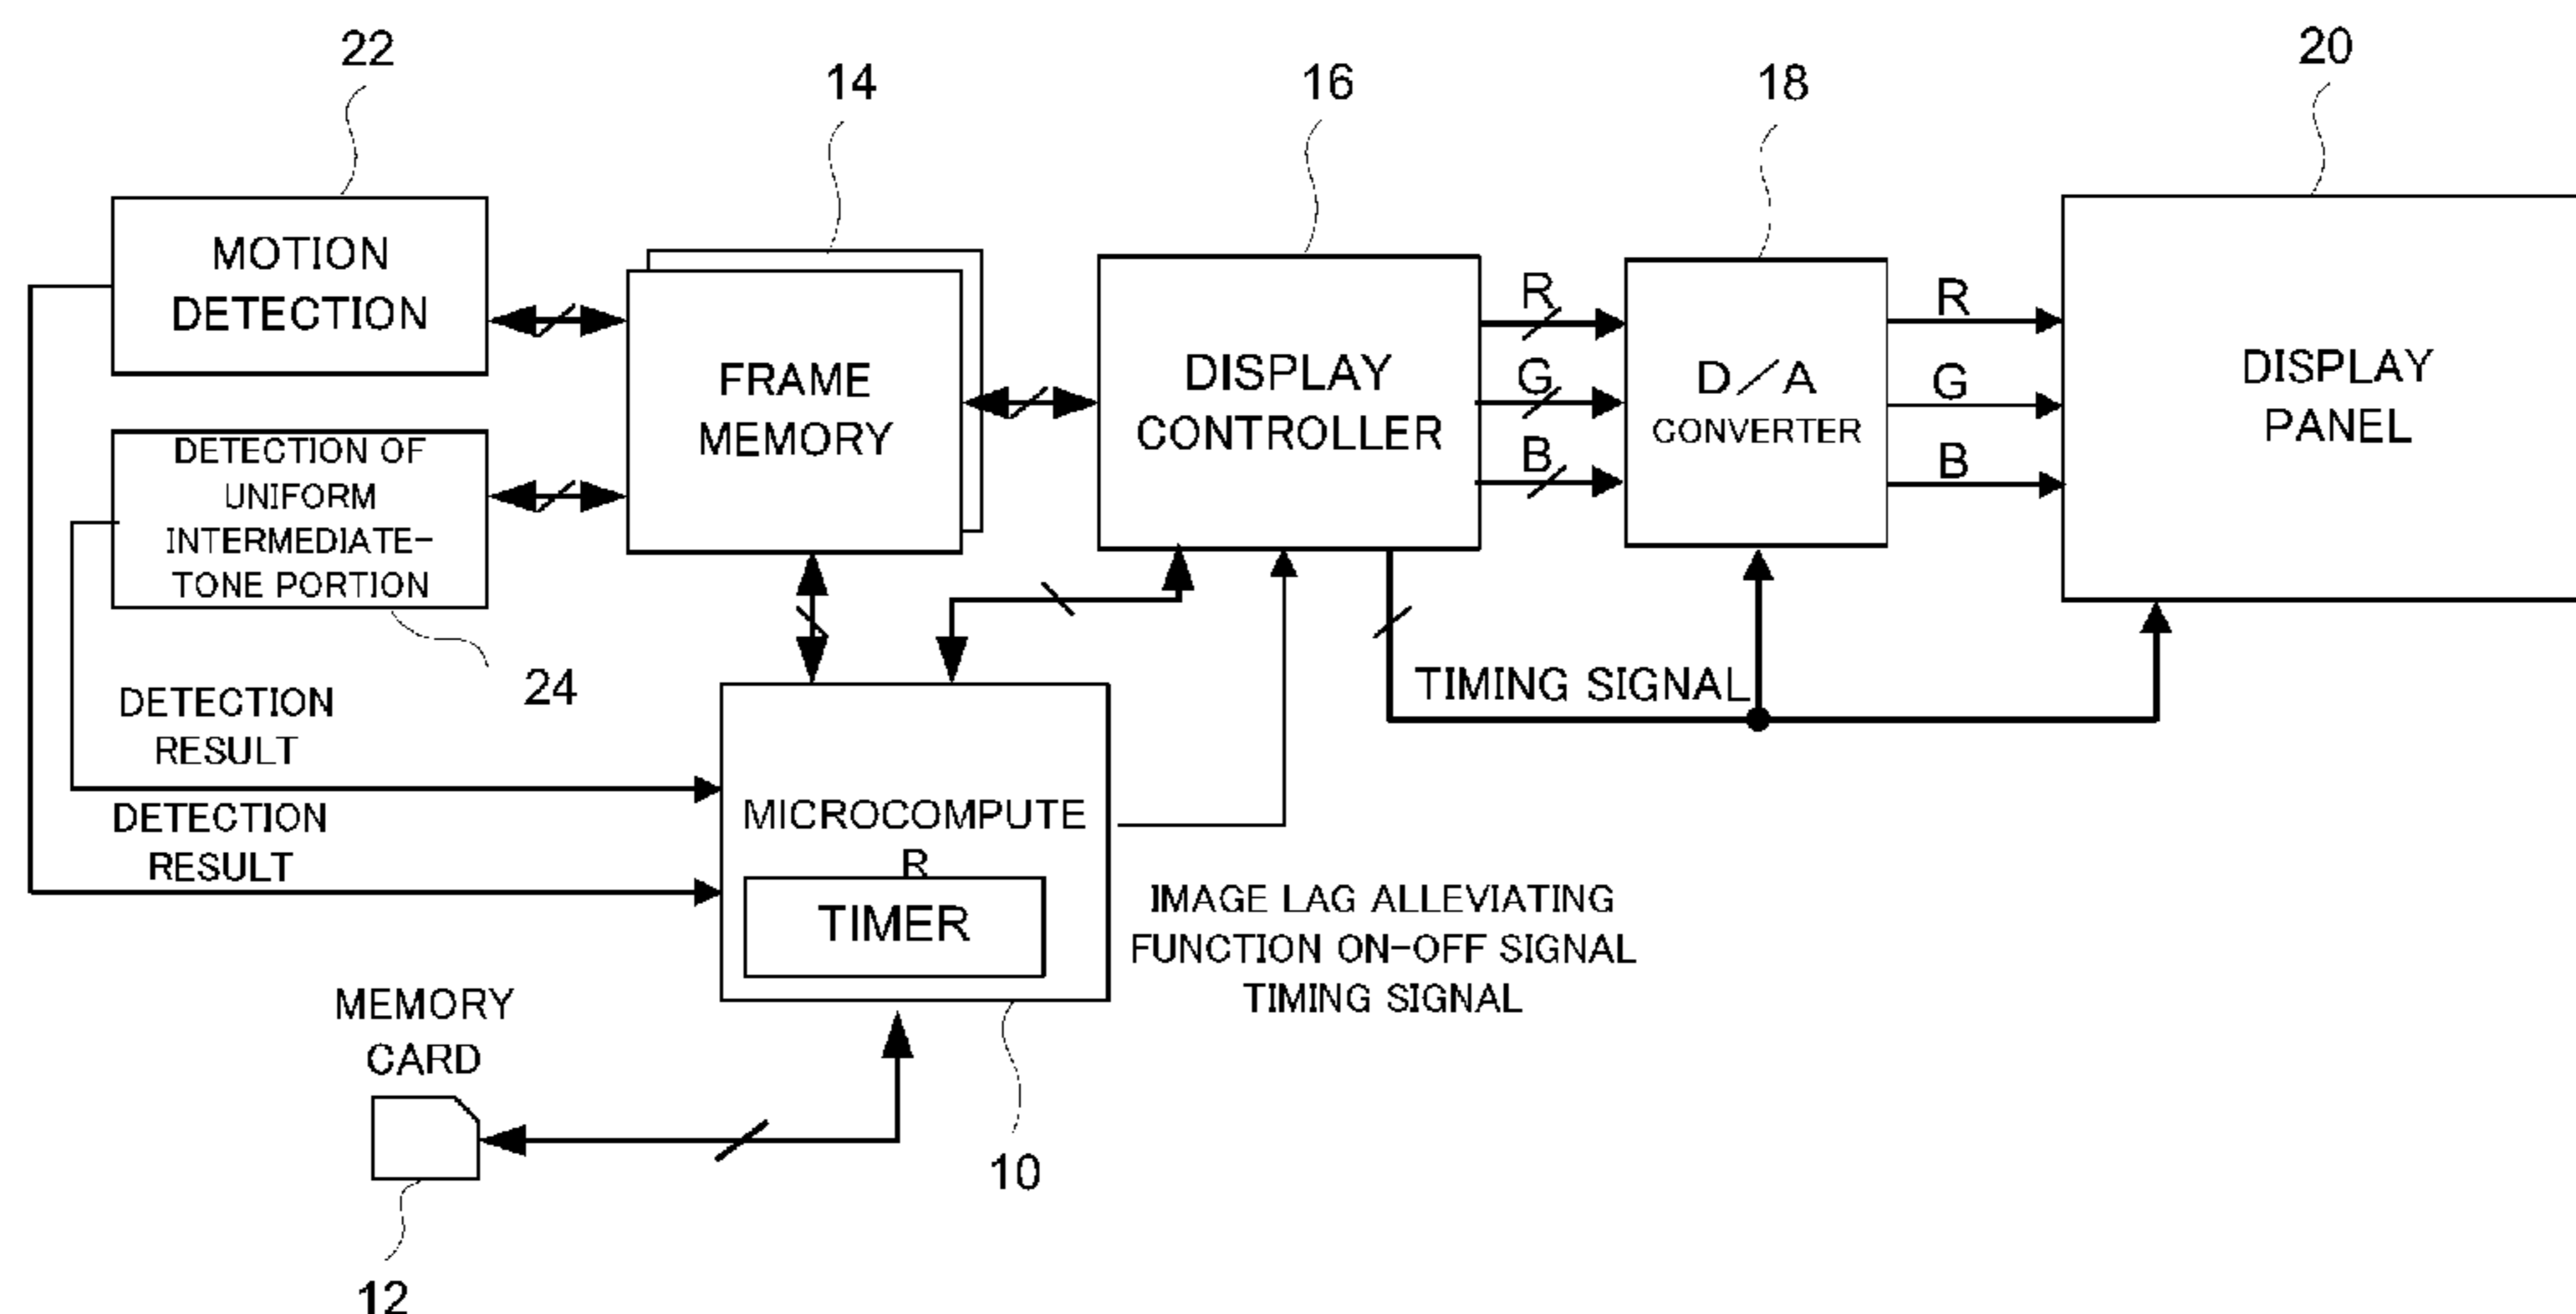 22
14
16
18
20
MOTION
DETECTION
FRAME
MEMORY
DISPLAY
CONTROLLER
R
G
B
D/A
CONVERTER
R
G
B
DISPLAY
PANEL
DETECTION OF
UNIFORM
INTERMEDIATE-
TONE PORTION
24
DETECTION
RESULT
DETECTION
RESULT
TIMING SIGNAL
MICROCOMPUTE
R
TIMER
IMAGE LAG ALLEVIATING
FUNCTION ON-OFF SIGNAL
TIMING SIGNAL
MEMORY
CARD
10
12